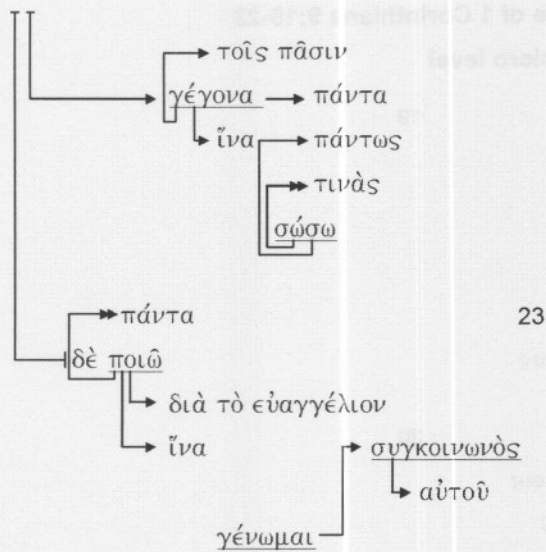 τοῖς πᾶσιν
γέγονα πάντα
ἵνα πάντως
τινὰς
σώσω
πάντα 23
δὲ ποιῶ
διὰ τὸ εὐαγγέλιον
ἵνα
συγκοινωνὸς
αὐτοῦ
γένωμαι